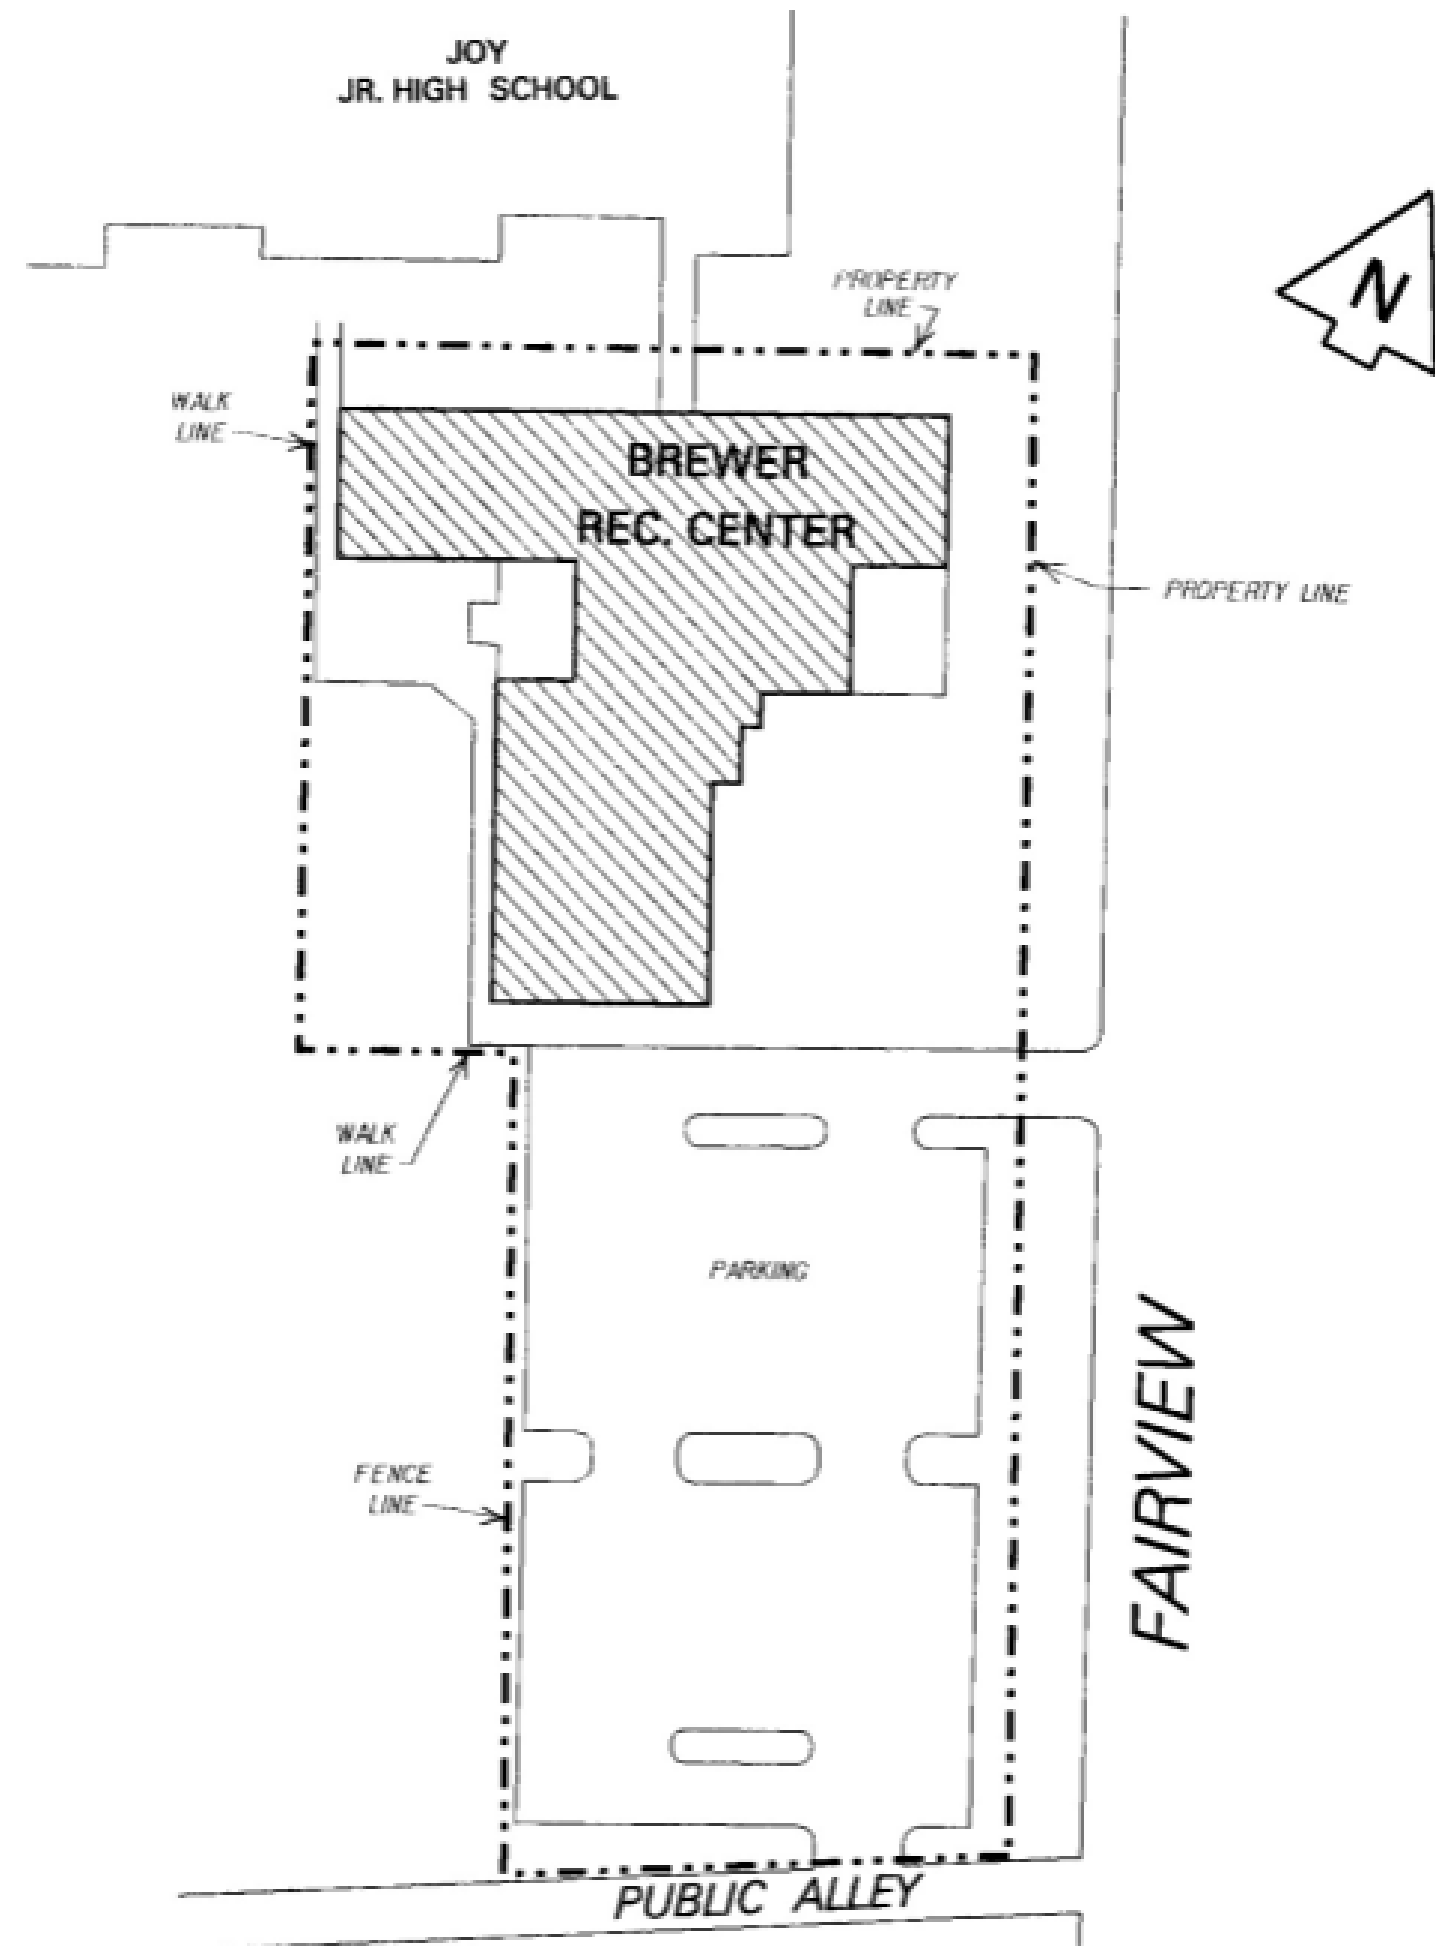 JOY
JR. HIGH SCHOOL
PROPERTY
LINE
N
WALK
LINE
BREWER
REC. CENTER
PROPERTY LINE
WALK
LINE
PARKING
FAIRVIEW
FENCE
LINE
PUBLIC ALLEY